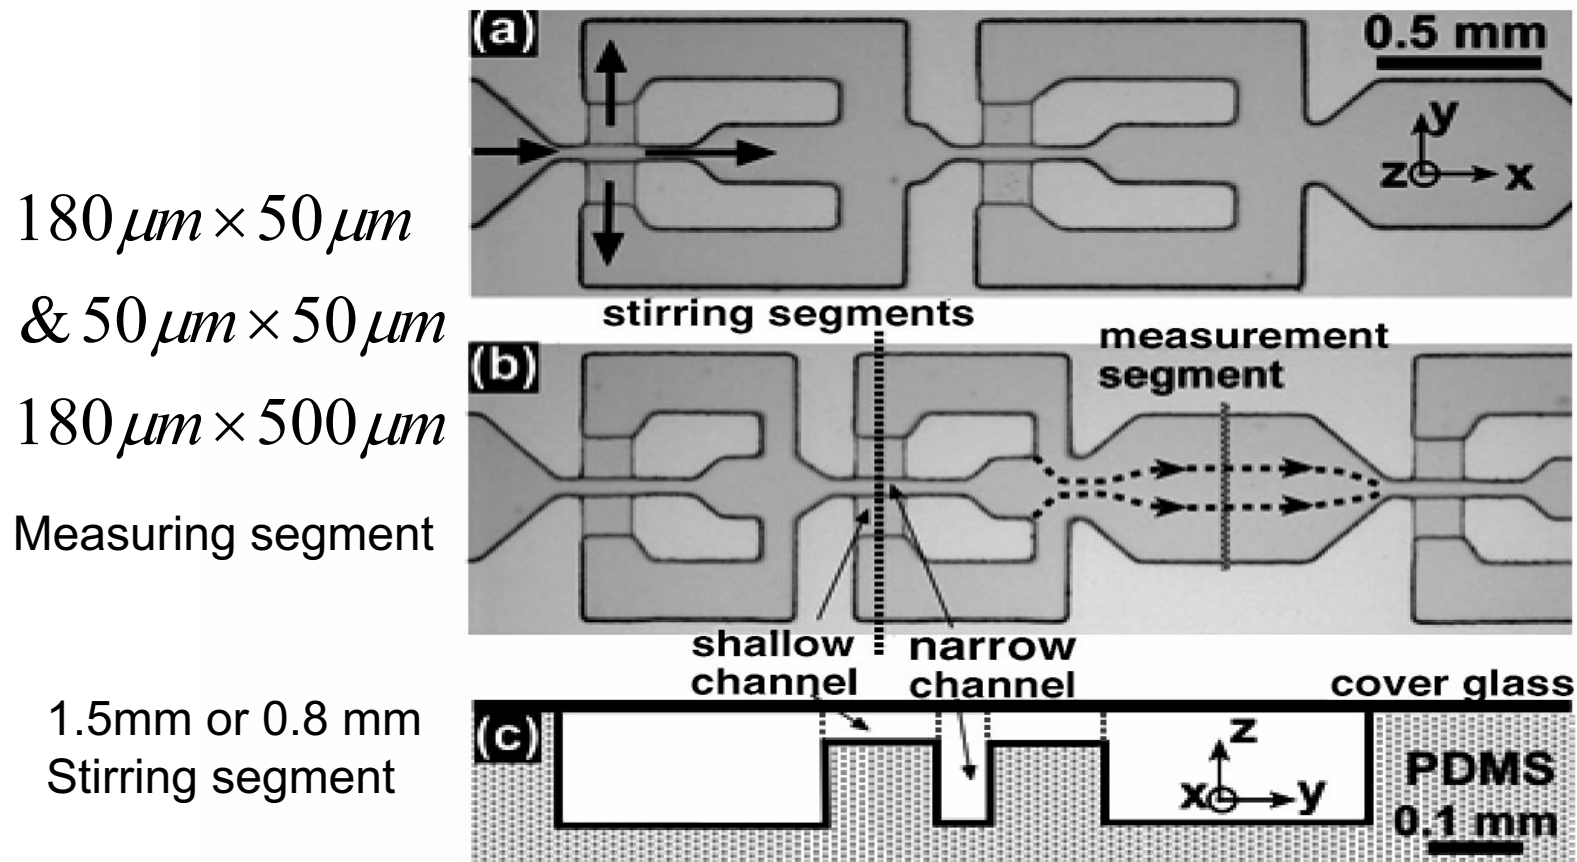 180 μm × 50 μm
& 50 μm × 50 μm
180 μm × 500 μm
Measuring segment
1.5mm or 0.8 mm
Stirring segment
(a)
0.5 mm
y
z
x
stirring segments
(b)
measurement
segment
shallow
channel
narrow
channel
cover glass
(c)
z
x
y
PDMS
0.1 mm